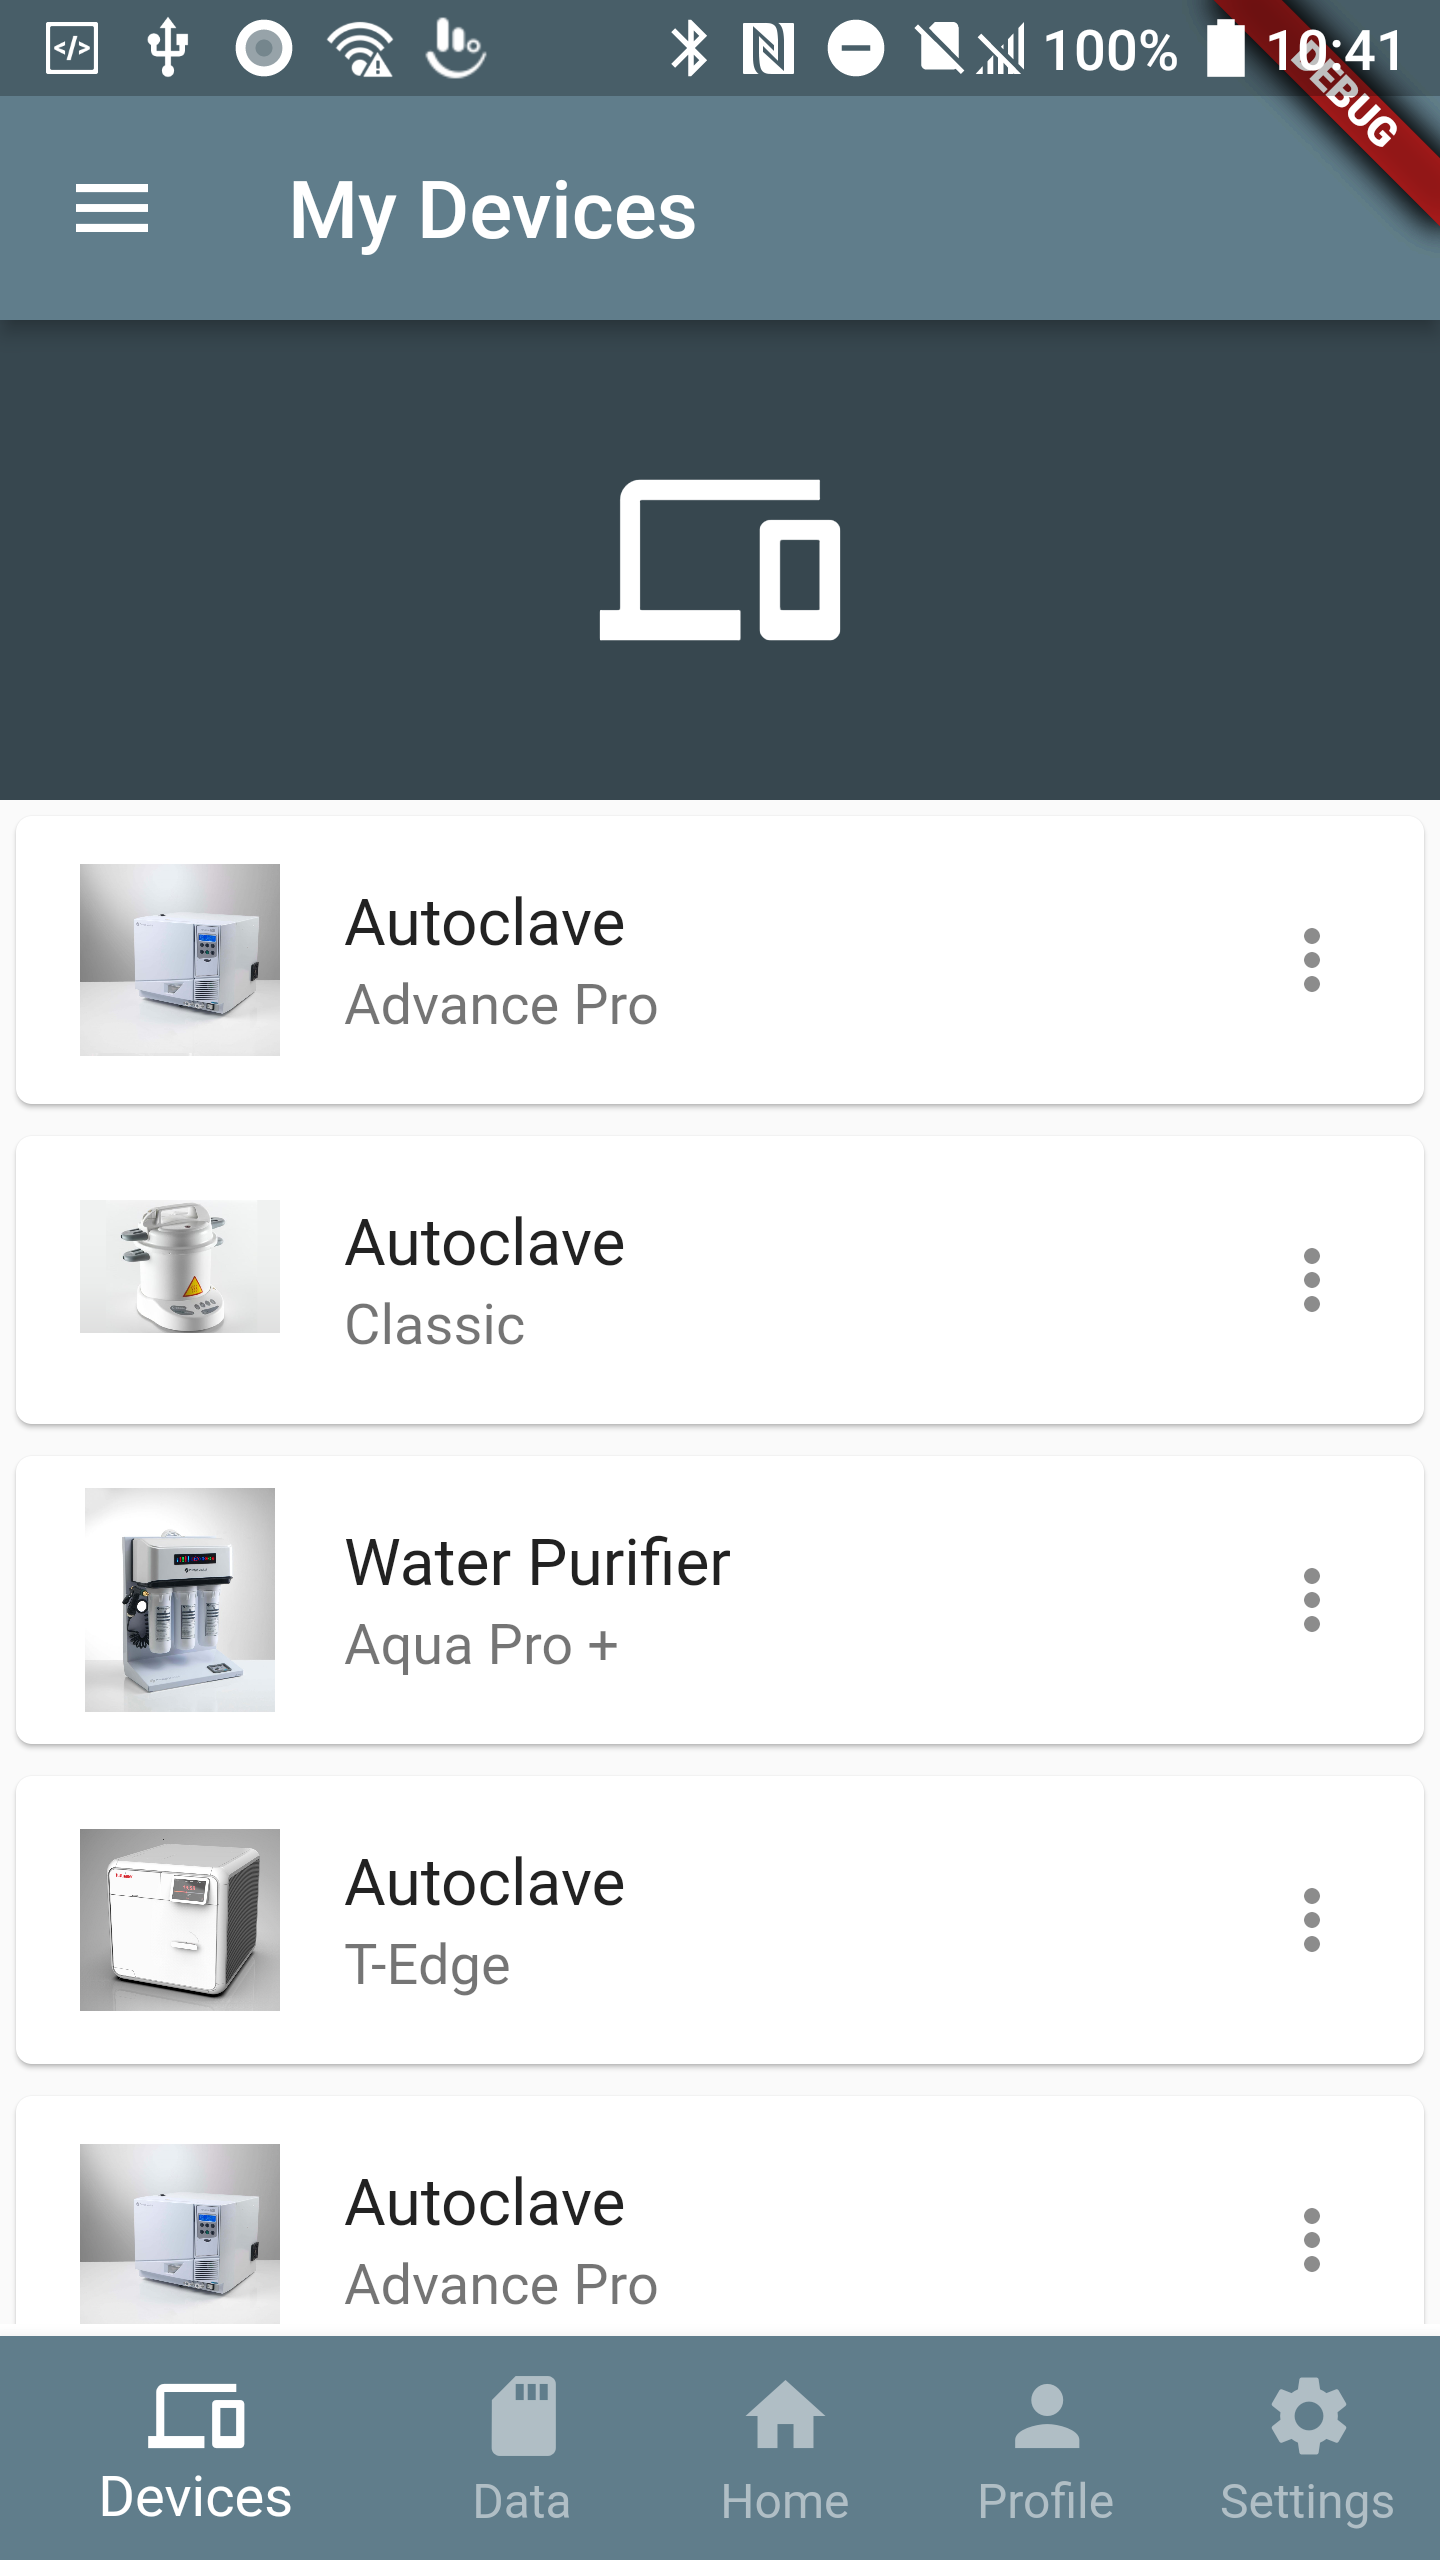 100% 10:41
DEBUG
My Devices
Autoclave
Advance Pro
Autoclave
Classic
Water Purifier
Aqua Pro +
Autoclave
T-Edge
Autoclave
Advance Pro
Devices Data Home Profile Settings